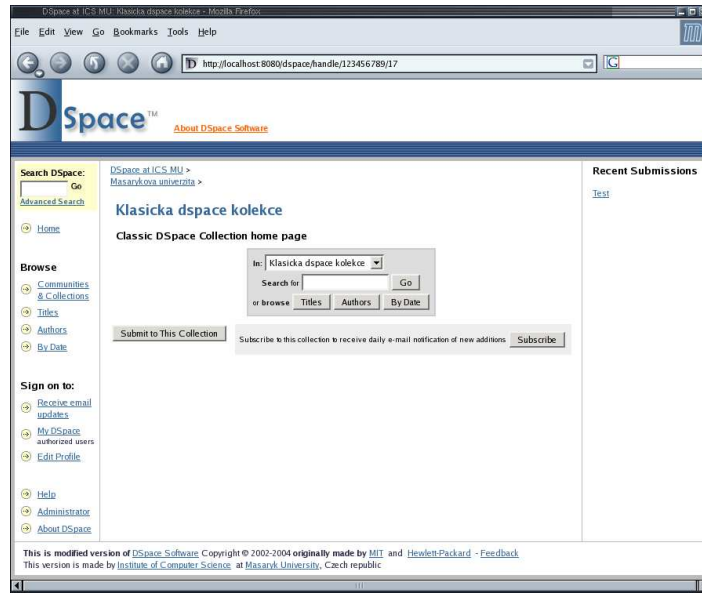 DSpace at ICS MU: Klasicka dspace kolekce - Mozilla Firefox
File Edit View Go Bookmarks Tools Help
http://localhost:8080/dspace/handle/123456789/17
G
DSpace™
About DSpace Software
Search DSpace:
Go
Advanced Search
Home
Browse
Communities
& Collections
Titles
Authors
By Date
Sign on to:
Receive email
updates
My DSpace
authorized users
Edit Profile
Help
Administrator
About DSpace
DSpace at ICS MU >
Masarykova univerzita >
Klasicka dspace kolekce
Classic DSpace Collection home page
In: Klasicka dspace kolekce
Search for Go
or browse Titles Authors By Date
Submit to This Collection
Subscribe to this collection to receive daily e-mail notification of new additions Subscribe
Recent Submissions
Test
This is modified version of DSpace Software Copyright © 2002-2004 originally made by MIT and Hewlett-Packard - Feedback
This version is made by Institute of Computer Science at Masaryk University, Czech republic